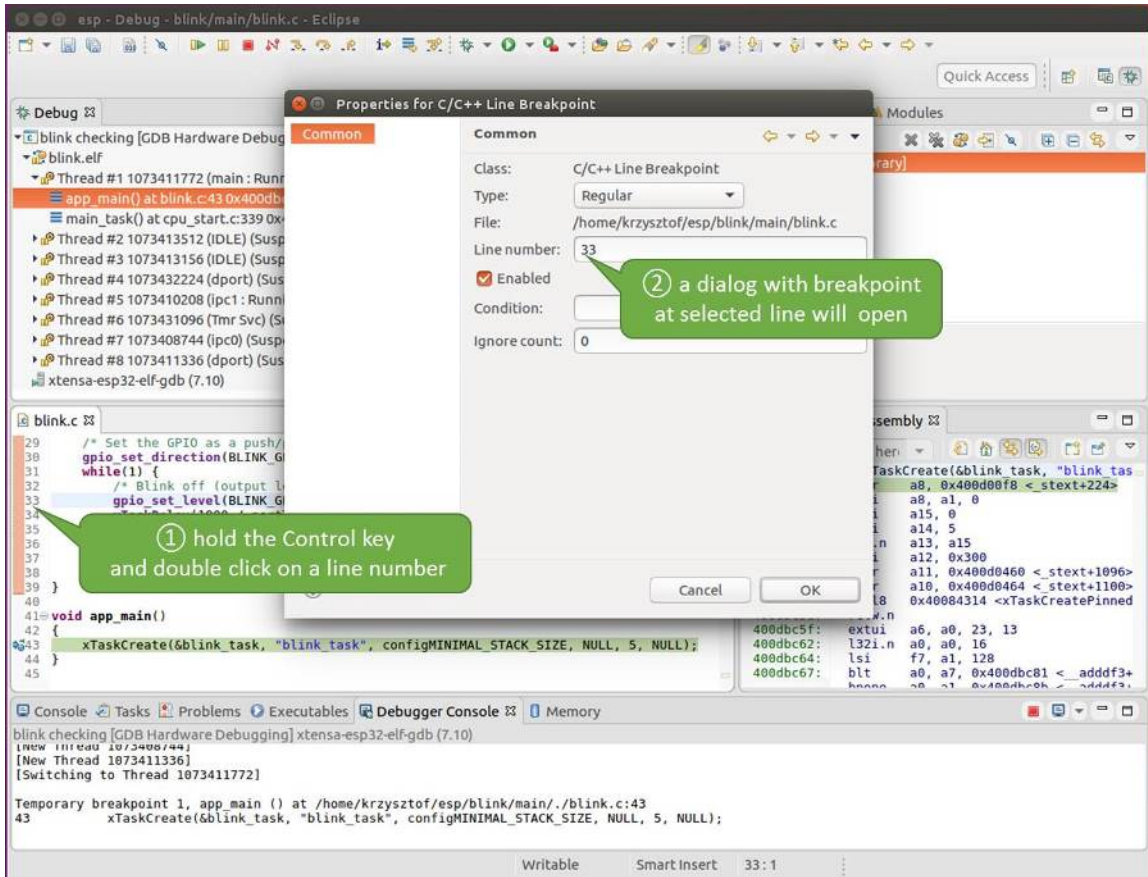 esp - Debug - blink/main/blink.c - Eclipse
Quick Access
Debug
Modules
blink checking [GDB Hardware Debug
blink.elf
Thread #1 1073411772 (main : Runn
app_main() at blink.c:43 0x400db
main_task() at cpu_start.c:339 0x
Thread #2 1073413512 (IDLE) (Susp
Thread #3 1073413156 (IDLE) (Susp
Thread #4 1073432224 (dport) (Sus
Thread #5 1073410208 (ipc1 : Runni
Thread #6 1073431096 (Tmr Svc) (S
Thread #7 1073408744 (ipc0) (Susp
Thread #8 1073411336 (dport) (Sus
xtensa-esp32-elf-gdb (7.10)
rary]
Properties for C/C++ Line Breakpoint
Common
Common
Class: C/C++ Line Breakpoint
Type: Regular
File: /home/krzysztof/esp/blink/main/blink.c
Line number: 33
Enabled
Condition:
Ignore count: 0
② a dialog with breakpoint
at selected line will open
Cancel OK
blink.c
29 /* Set the GPIO as a push/
30 gpio_set_direction(BLINK_G
31 while(1) {
32 /* Blink off (output l
33 gpio_set_level(BLINK_G
34
35
36
37
38
39 }
40
41 void app_main()
42 {
43 xTaskCreate(&blink_task, "blink_task", configMINIMAL_STACK_SIZE, NULL, 5, NULL);
44 }
45
① hold the Control key
and double click on a line number
sembly
her
TaskCreate(&blink_task, "blink_tas
r a8, 0x400d00f8 <_stext+224>
i a8, a1, 0
i a15, 0
i a14, 5
.n a13, a15
i a12, 0x300
r a11, 0x400d0460 <_stext+1096>
r a10, 0x400d0464 <_stext+1100>
l8 0x40084314 <xTaskCreatePinned
400dbc5f: extui a6, a0, 23, 13
400dbc62: l32i.n a0, a0, 16
400dbc64: lsi f7, a1, 128
400dbc67: blt a0, a7, 0x400dbc81 <__adddf3+
Console Tasks Problems Executables Debugger Console Memory
blink checking [GDB Hardware Debugging] xtensa-esp32-elf-gdb (7.10)
[New Thread 1073408744]
[New Thread 1073411336]
[Switching to Thread 1073411772]
Temporary breakpoint 1, app_main () at /home/krzysztof/esp/blink/main/./blink.c:43
43 xTaskCreate(&blink_task, "blink_task", configMINIMAL_STACK_SIZE, NULL, 5, NULL);
Writable Smart Insert 33 : 1